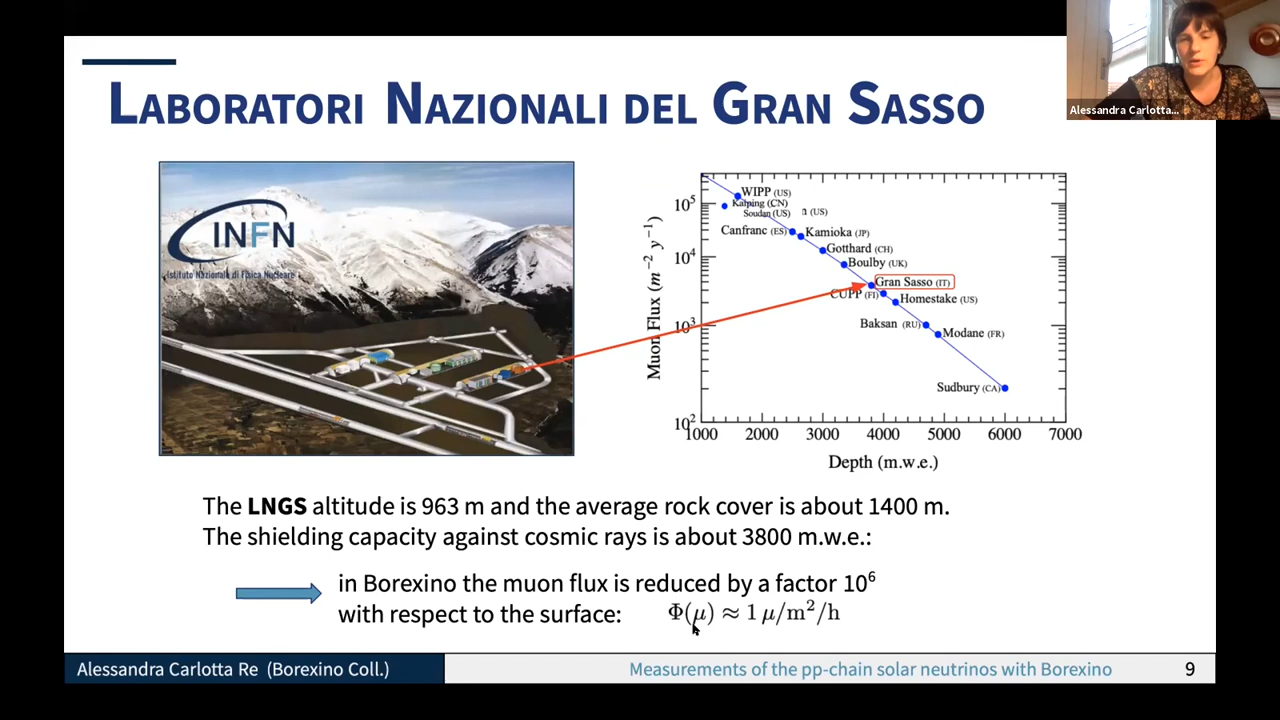 Alessandra Carlotta...
LABORATORI NAZIONALI DEL GRAN SASSO
INFN
Istituto Nazionale di Fisica Nucleare
Muon Flux (m⁻² y⁻¹)
10⁵
10⁴
10³
10²
WIPP (US)
Kaiping (CN)
Soudan (US)
(US)
Canfranc (ES)
Kamioka (JP)
Gotthard (CH)
Boulby (UK)
Gran Sasso (IT)
CUPP (FI)
Homestake (US)
Baksan (RU)
Modane (FR)
Sudbury (CA)
1000 2000 3000 4000 5000 6000 7000
Depth (m.w.e.)
The LNGS altitude is 963 m and the average rock cover is about 1400 m.
The shielding capacity against cosmic rays is about 3800 m.w.e.:
in Borexino the muon flux is reduced by a factor 10⁶
with respect to the surface: Φ(μ) ≈ 1 μ/m²/h
Alessandra Carlotta Re (Borexino Coll.)
Measurements of the pp-chain solar neutrinos with Borexino
9